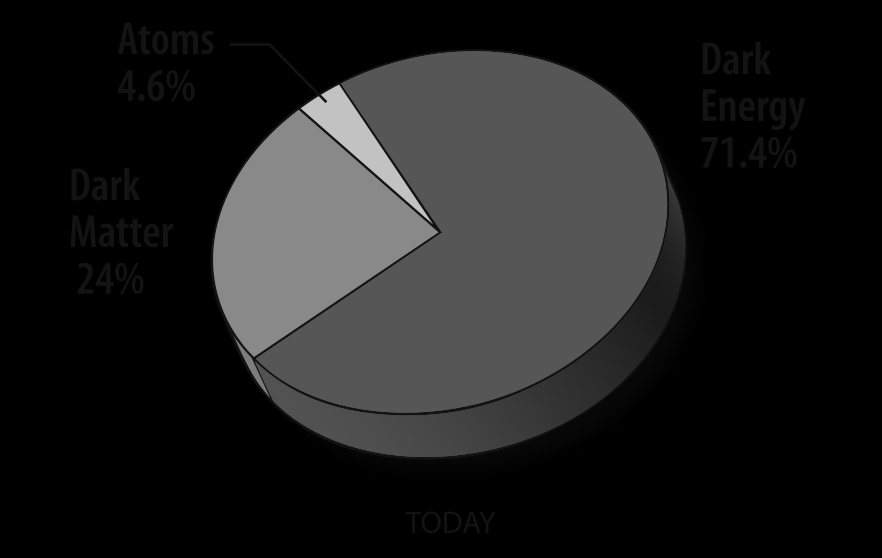 Atoms
4.6%
Dark
Energy
71.4%
Dark
Matter
24%
TODAY